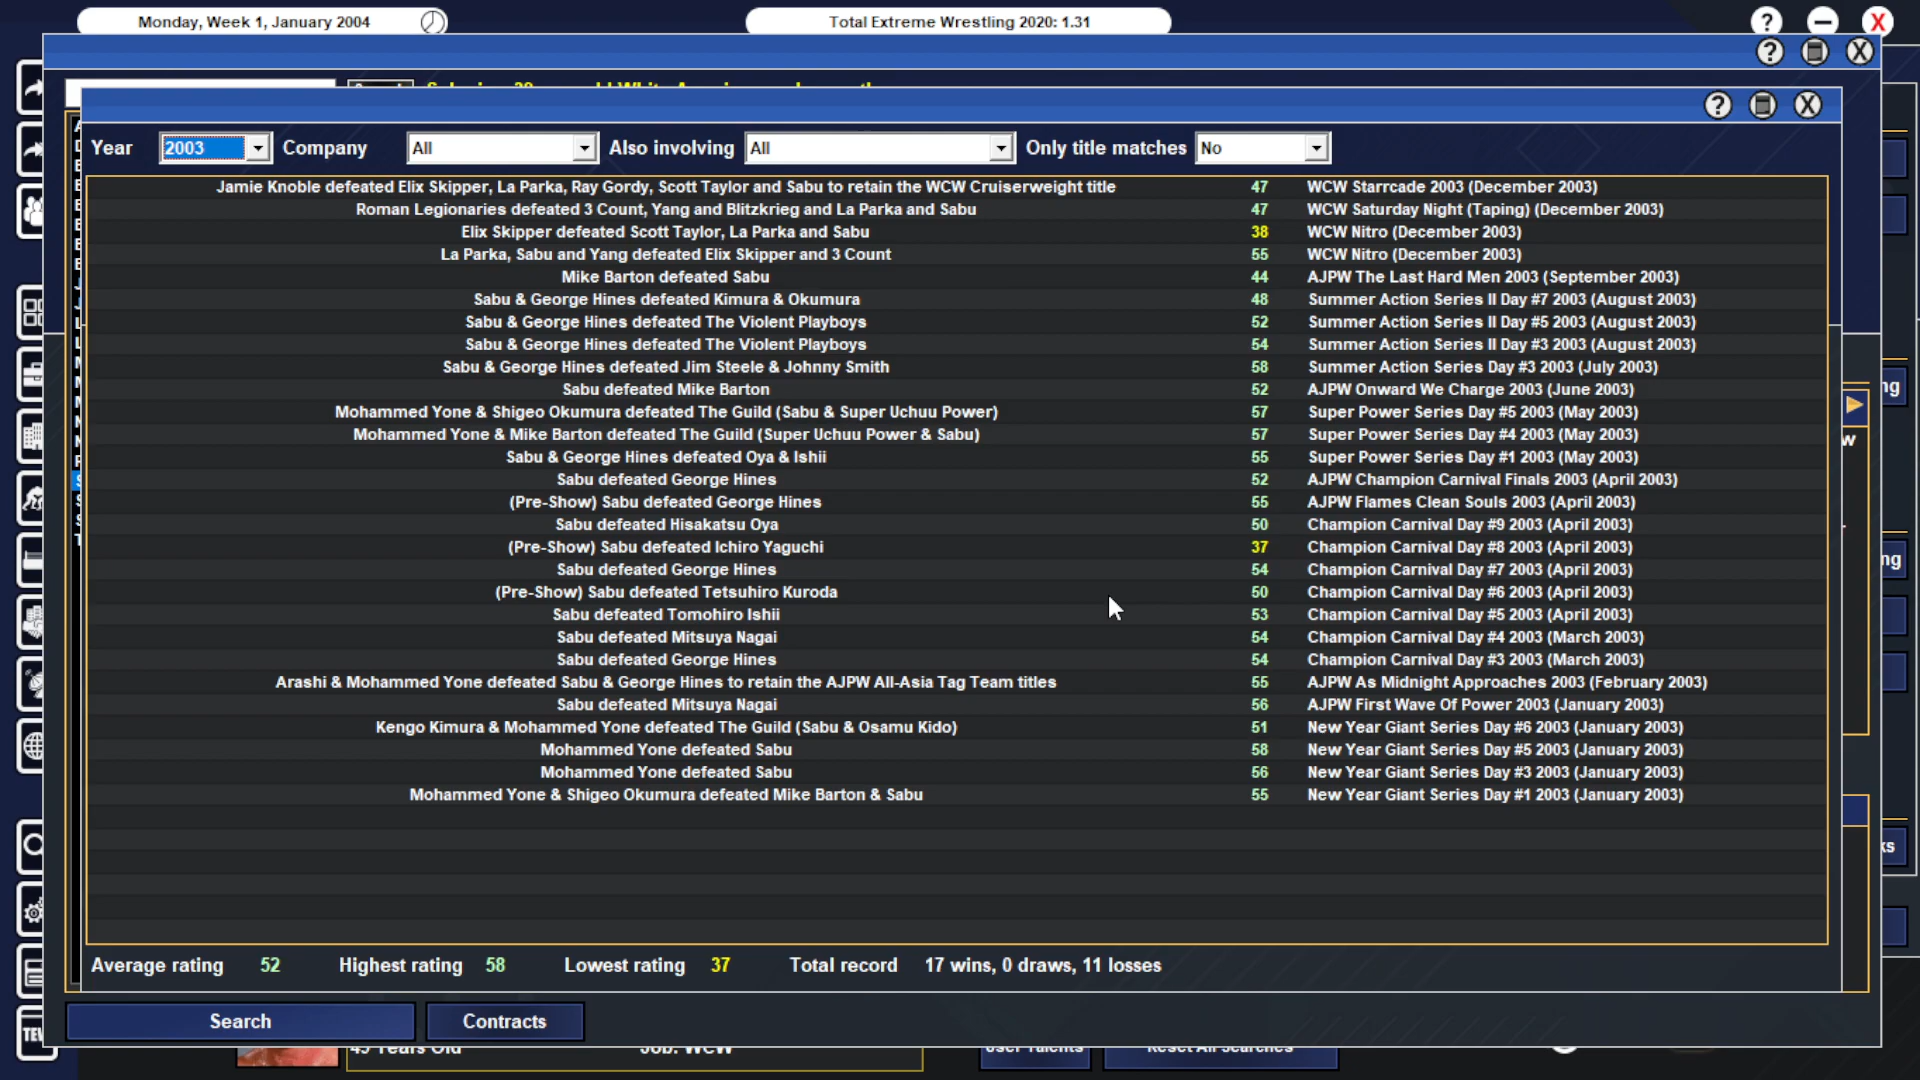 Monday, Week 1, January 2004
Total Extreme Wrestling 2020: 1.31
Year 2003 Company All Also involving All Only title matches No
Jamie Knoble defeated Elix Skipper, La Parka, Ray Gordy, Scott Taylor and Sabu to retain the WCW Cruiserweight title 47 WCW Starrcade 2003 (December 2003)
Roman Legionaries defeated 3 Count, Yang and Blitzkrieg and La Parka and Sabu 47 WCW Saturday Night (Taping) (December 2003)
Elix Skipper defeated Scott Taylor, La Parka and Sabu 38 WCW Nitro (December 2003)
La Parka, Sabu and Yang defeated Elix Skipper and 3 Count 55 WCW Nitro (December 2003)
Mike Barton defeated Sabu 44 AJPW The Last Hard Men 2003 (September 2003)
Sabu & George Hines defeated Kimura & Okumura 48 Summer Action Series II Day #7 2003 (August 2003)
Sabu & George Hines defeated The Violent Playboys 52 Summer Action Series II Day #5 2003 (August 2003)
Sabu & George Hines defeated The Violent Playboys 54 Summer Action Series II Day #3 2003 (August 2003)
Sabu & George Hines defeated Jim Steele & Johnny Smith 58 Summer Action Series Day #3 2003 (July 2003)
Sabu defeated Mike Barton 52 AJPW Onward We Charge 2003 (June 2003)
Mohammed Yone & Shigeo Okumura defeated The Guild (Sabu & Super Uchuu Power) 57 Super Power Series Day #5 2003 (May 2003)
Mohammed Yone & Mike Barton defeated The Guild (Super Uchuu Power & Sabu) 57 Super Power Series Day #4 2003 (May 2003)
Sabu & George Hines defeated Oya & Ishii 55 Super Power Series Day #1 2003 (May 2003)
Sabu defeated George Hines 52 AJPW Champion Carnival Finals 2003 (April 2003)
(Pre-Show) Sabu defeated George Hines 55 AJPW Flames Clean Souls 2003 (April 2003)
Sabu defeated Hisakatsu Oya 50 Champion Carnival Day #9 2003 (April 2003)
(Pre-Show) Sabu defeated Ichiro Yaguchi 37 Champion Carnival Day #8 2003 (April 2003)
Sabu defeated George Hines 54 Champion Carnival Day #7 2003 (April 2003)
(Pre-Show) Sabu defeated Tetsuhiro Kuroda 50 Champion Carnival Day #6 2003 (April 2003)
Sabu defeated Tomohiro Ishii 53 Champion Carnival Day #5 2003 (April 2003)
Sabu defeated Mitsuya Nagai 54 Champion Carnival Day #4 2003 (March 2003)
Sabu defeated George Hines 54 Champion Carnival Day #3 2003 (March 2003)
Arashi & Mohammed Yone defeated Sabu & George Hines to retain the AJPW All-Asia Tag Team titles 55 AJPW As Midnight Approaches 2003 (February 2003)
Sabu defeated Mitsuya Nagai 56 AJPW First Wave Of Power 2003 (January 2003)
Kengo Kimura & Mohammed Yone defeated The Guild (Sabu & Osamu Kido) 51 New Year Giant Series Day #6 2003 (January 2003)
Mohammed Yone defeated Sabu 58 New Year Giant Series Day #5 2003 (January 2003)
Mohammed Yone defeated Sabu 56 New Year Giant Series Day #3 2003 (January 2003)
Mohammed Yone & Shigeo Okumura defeated Mike Barton & Sabu 55 New Year Giant Series Day #1 2003 (January 2003)
Average rating 52 Highest rating 58 Lowest rating 37 Total record 17 wins, 0 draws, 11 losses
Search Contracts
45 Years Old Job: WCW User Talents Reset All Searches